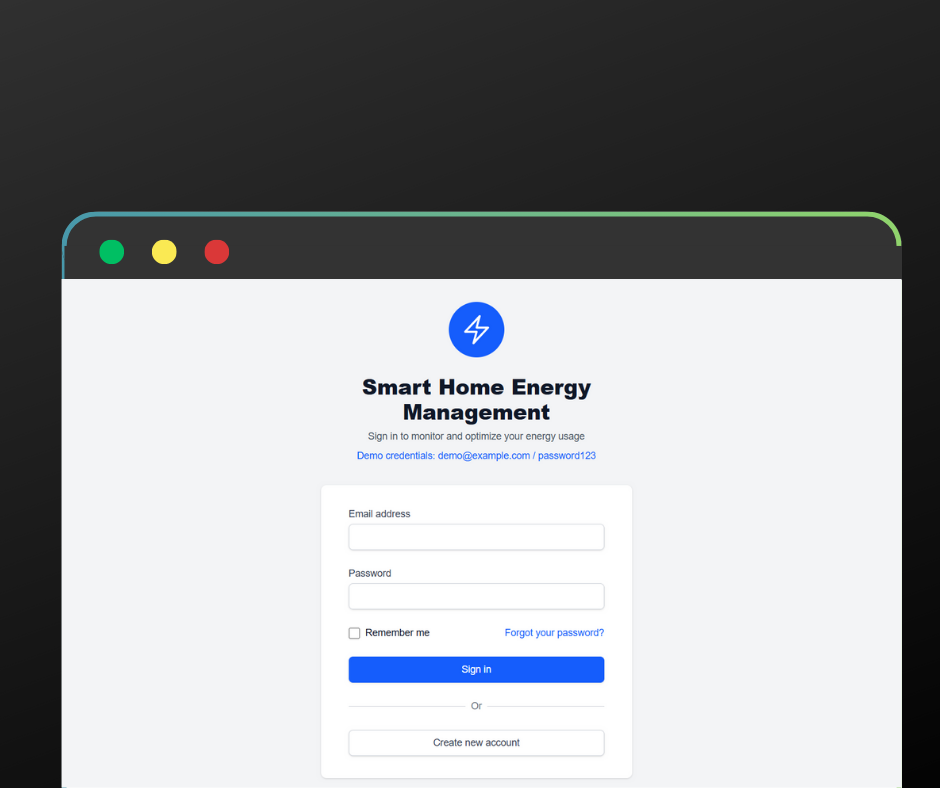 Smart Home Energy
Management
Sign in to monitor and optimize your energy usage
Demo credentials: demo@example.com / password123
Email address
Password
Remember me
Forgot your password?
Sign in
Or
Create new account